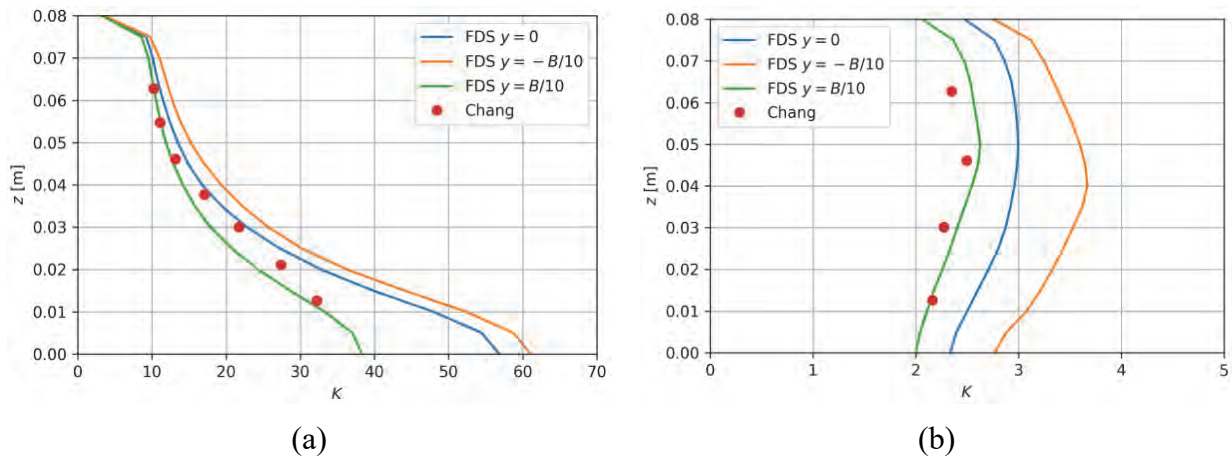 0.08
0.07
0.06
0.05
0.04
0.03
0.02
0.01
0.00
z [m]
0 10 20 30 40 50 60 70
K
FDS y = 0
FDS y = −B/10
FDS y = B/10
Chang
(a)
0.08
0.07
0.06
0.05
0.04
0.03
0.02
0.01
0.00
z [m]
0 1 2 3 4 5
K
FDS y = 0
FDS y = −B/10
FDS y = B/10
Chang
(b)